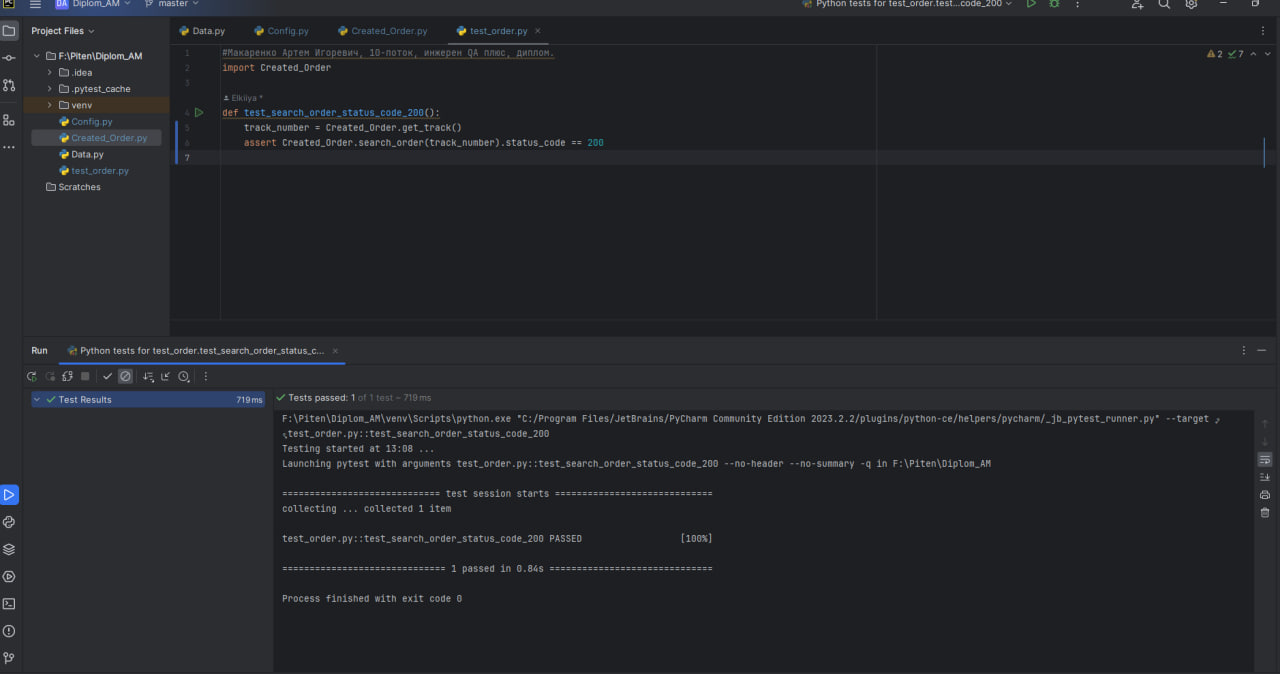 DA Diplom_AM master Python tests for test_order.test...code_200
Project Files
F:\Piten\Diplom_AM
.idea
.pytest_cache
venv
Config.py
Created_Order.py
Data.py
test_order.py
Scratches
Data.py Config.py Created_Order.py test_order.py
2 7
1 #Макаренко Артем Игоревич, 10-поток, инжерен QA плюс, диплом.
2 import Created_Order
3
Elkiiya *
4 def test_search_order_status_code_200():
5 track_number = Created_Order.get_track()
6 assert Created_Order.search_order(track_number).status_code == 200
7
Run Python tests for test_order.test_search_order_status_c...
Test Results 719 ms
Tests passed: 1 of 1 test – 719 ms
F:\Piten\Diplom_AM\venv\Scripts\python.exe "C:/Program Files/JetBrains/PyCharm Community Edition 2023.2.2/plugins/python-ce/helpers/pycharm/_jb_pytest_runner.py" --target
test_order.py::test_search_order_status_code_200
Testing started at 13:08 ...
Launching pytest with arguments test_order.py::test_search_order_status_code_200 --no-header --no-summary -q in F:\Piten\Diplom_AM
============================= test session starts =============================
collecting ... collected 1 item
test_order.py::test_search_order_status_code_200 PASSED [100%]
============================== 1 passed in 0.84s ==============================
Process finished with exit code 0